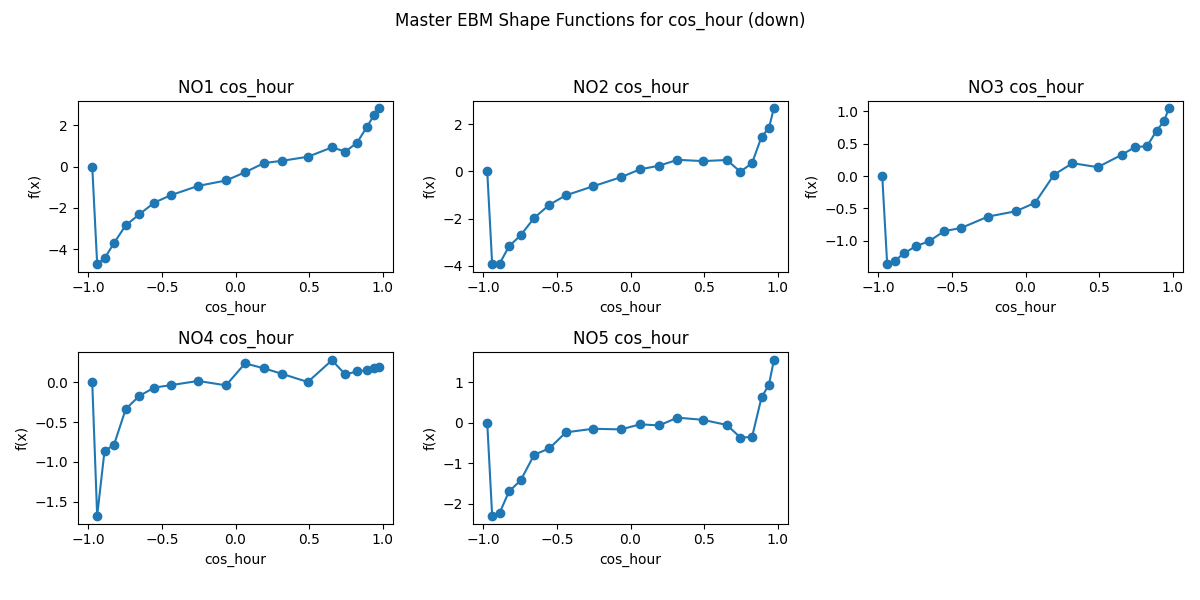 Master EBM Shape Functions for cos_hour (down)
NO1 cos_hour
NO2 cos_hour
NO3 cos_hour
f(x)
2
0
−2
−4
−1.0 −0.5 0.0 0.5 1.0
cos_hour
f(x)
2
0
−2
−4
−1.0 −0.5 0.0 0.5 1.0
cos_hour
f(x)
1.0
0.5
0.0
−0.5
−1.0
−1.0 −0.5 0.0 0.5 1.0
cos_hour
NO4 cos_hour
NO5 cos_hour
f(x)
0.0
−0.5
−1.0
−1.5
−1.0 −0.5 0.0 0.5 1.0
cos_hour
f(x)
1
0
−1
−2
−1.0 −0.5 0.0 0.5 1.0
cos_hour